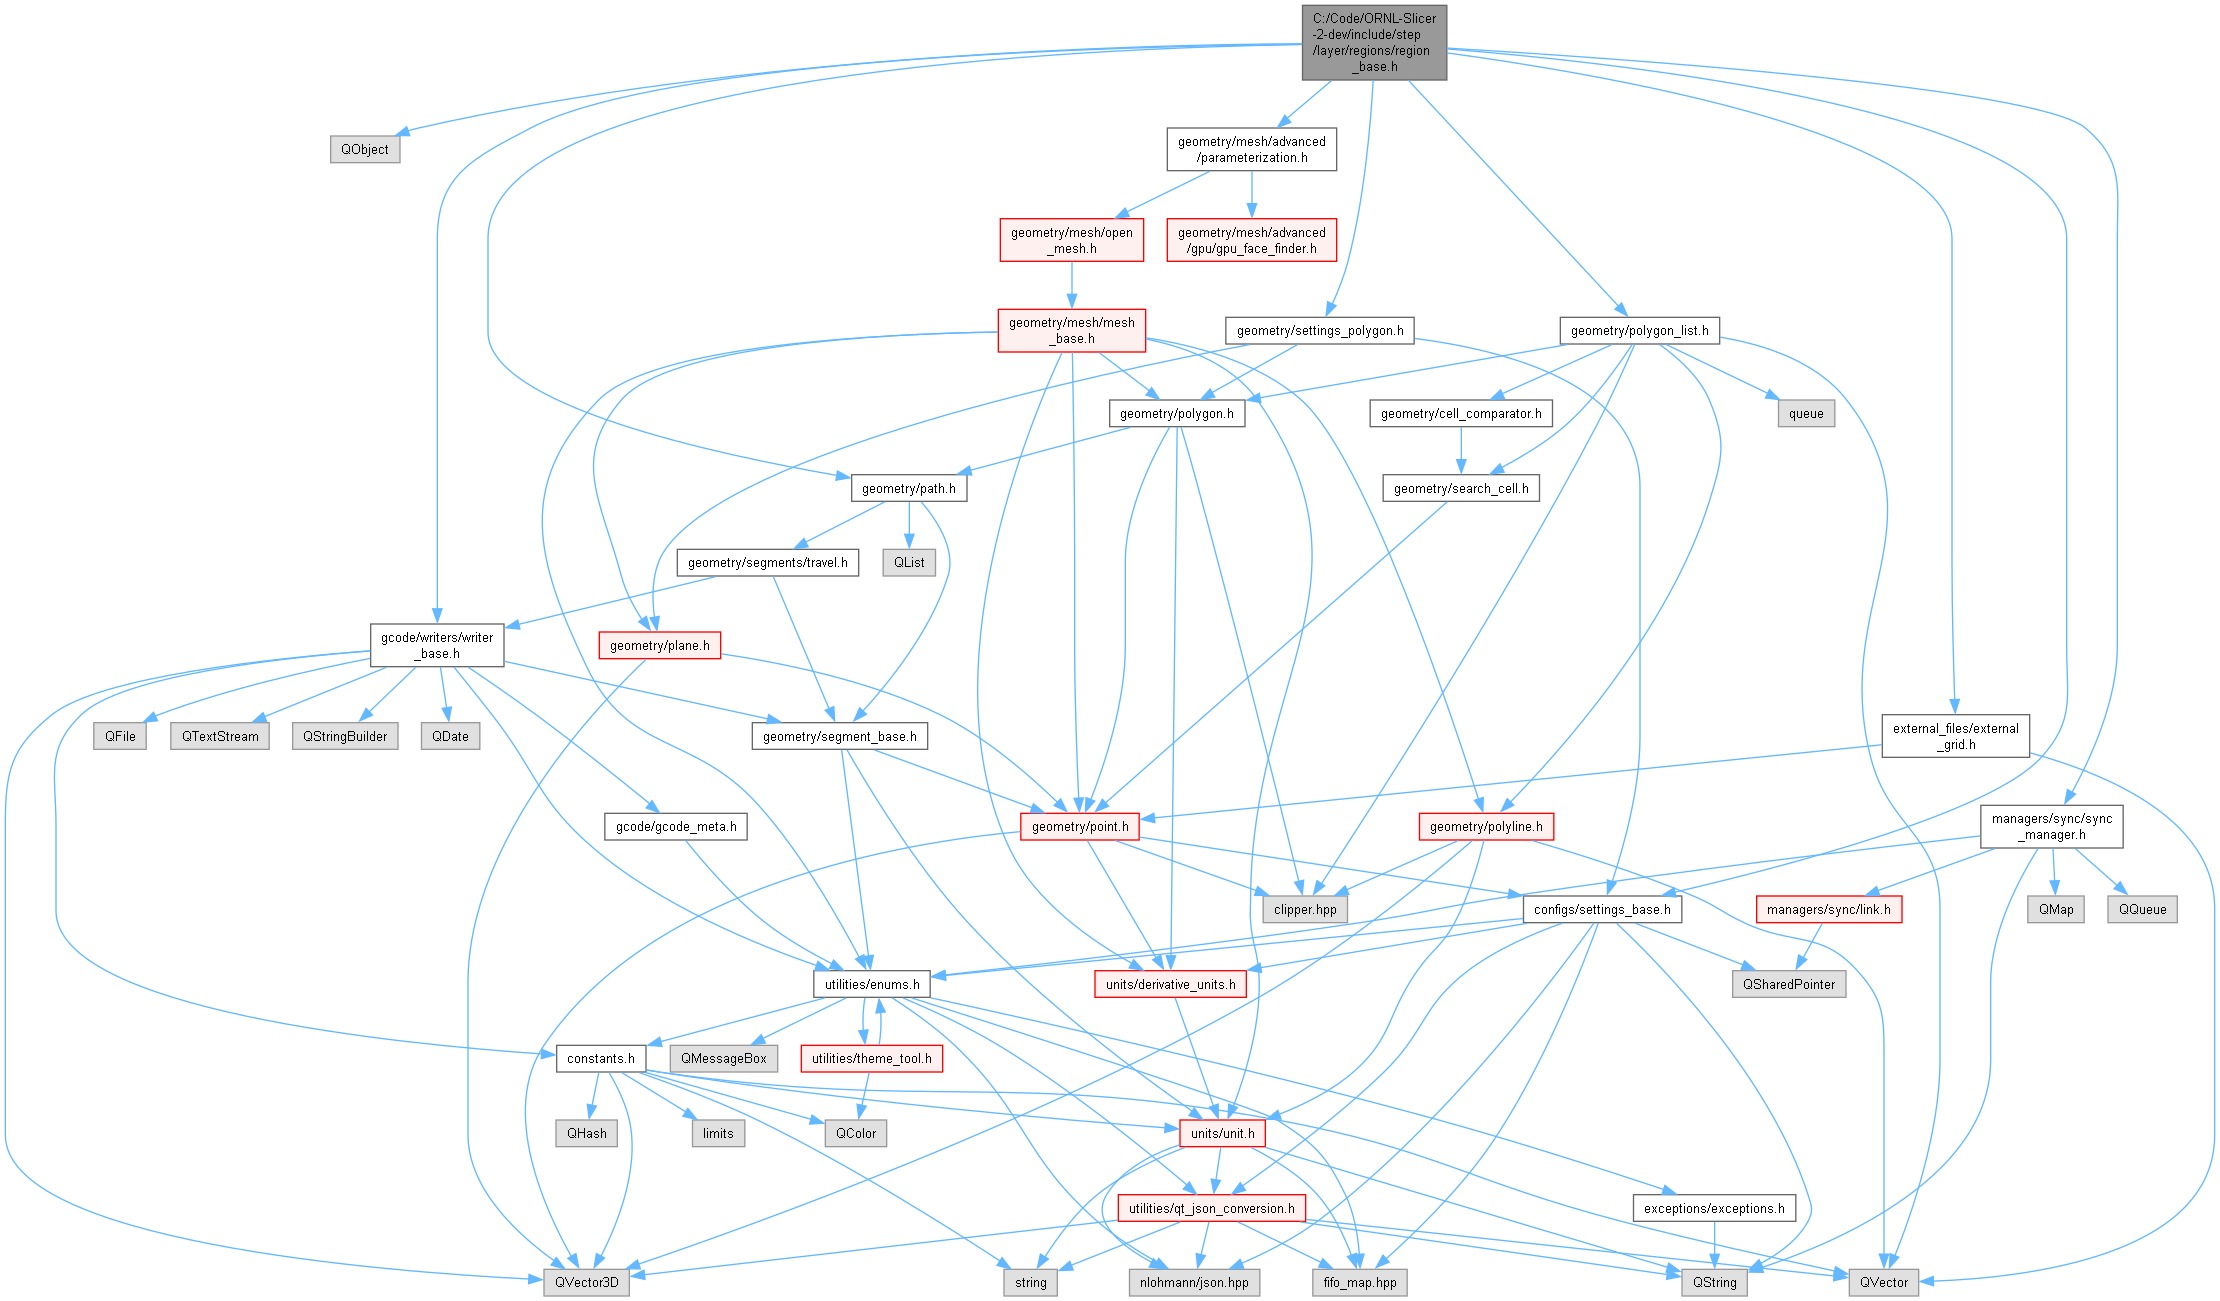 C:/Code/ORNL-Slicer
-2-dev/include/step
/layer/regions/region
_base.h
QObject
geometry/mesh/advanced
/parameterization.h
geometry/mesh/open
_mesh.h
geometry/mesh/advanced
/gpu/gpu_face_finder.h
geometry/mesh/mesh
_base.h
geometry/settings_polygon.h
geometry/polygon_list.h
geometry/polygon.h
geometry/cell_comparator.h
queue
geometry/path.h
geometry/search_cell.h
geometry/segments/travel.h
QList
gcode/writers/writer
_base.h
geometry/plane.h
QFile
QTextStream
QStringBuilder
QDate
geometry/segment_base.h
external_files/external
_grid.h
gcode/gcode_meta.h
geometry/point.h
geometry/polyline.h
managers/sync/sync
_manager.h
clipper.hpp
configs/settings_base.h
managers/sync/link.h
QMap
QQueue
utilities/enums.h
units/derivative_units.h
QSharedPointer
constants.h
QMessageBox
utilities/theme_tool.h
QHash
limits
QColor
units/unit.h
utilities/qt_json_conversion.h
exceptions/exceptions.h
QVector3D
string
nlohmann/json.hpp
fifo_map.hpp
QString
QVector